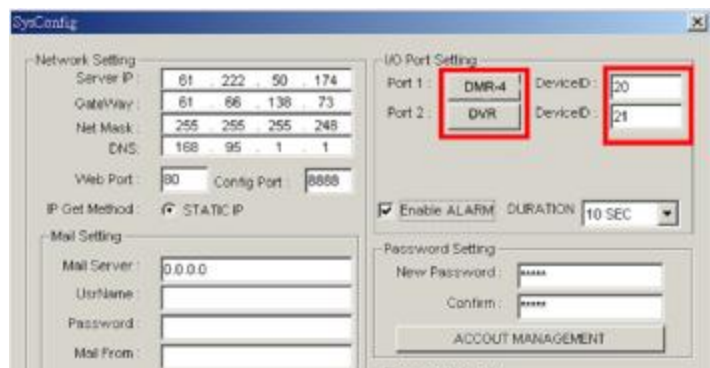 SysConfig
Network Setting
Server IP : 61 . 222 . 50 . 174
GateWay : 61 . 66 . 138 . 73
Net Mask : 255 . 255 . 255 . 248
DNS: 168 . 95 . 1 . 1
Web Port : 80 Config Port : 8888
IP Get Method : STATIC IP
Mail Setting
Mail Server : 0.0.0.0
UsrName :
Password :
Mail From :
I/O Port Setting
Port 1 : DMR-4 DeviceID : 20
Port 2 : DVR DeviceID : 21
Enable ALARM DURATION 10 SEC
Password Setting
New Password : *****
Confirm : *****
ACCOUT MANAGEMENT